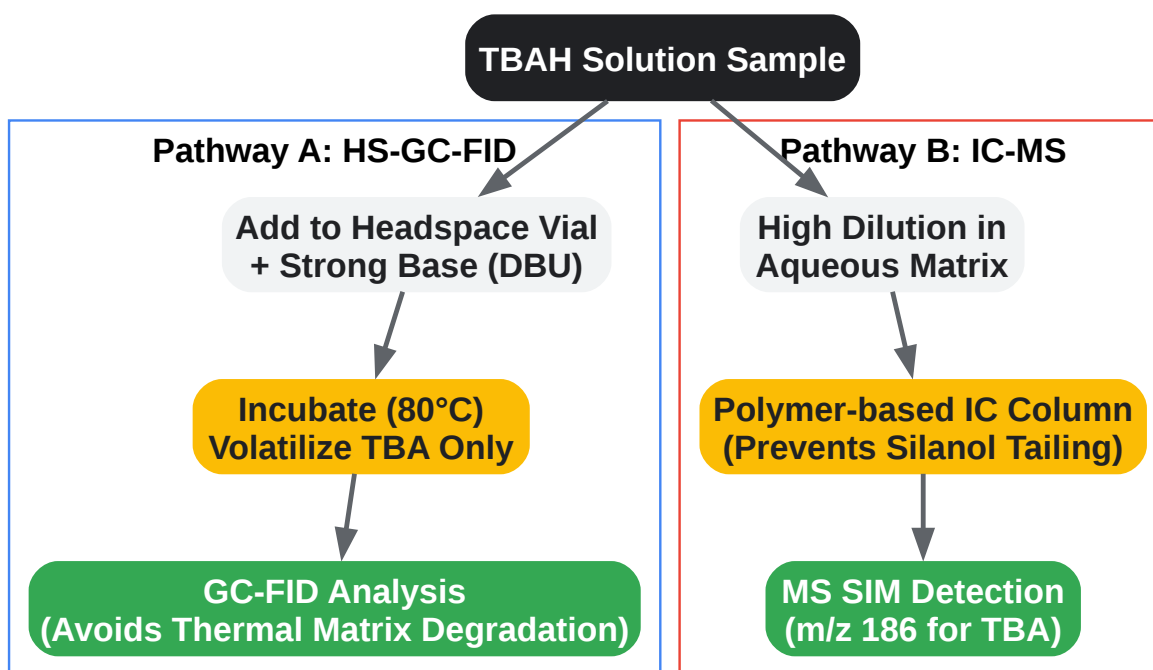 TBAH Solution Sample
Pathway A: HS-GC-FID
Add to Headspace Vial
+ Strong Base (DBU)
Incubate (80°C)
Volatilize TBA Only
GC-FID Analysis
(Avoids Thermal Matrix Degradation)
Pathway B: IC-MS
High Dilution in
Aqueous Matrix
Polymer-based IC Column
(Prevents Silanol Tailing)
MS SIM Detection
(m/z 186 for TBA)